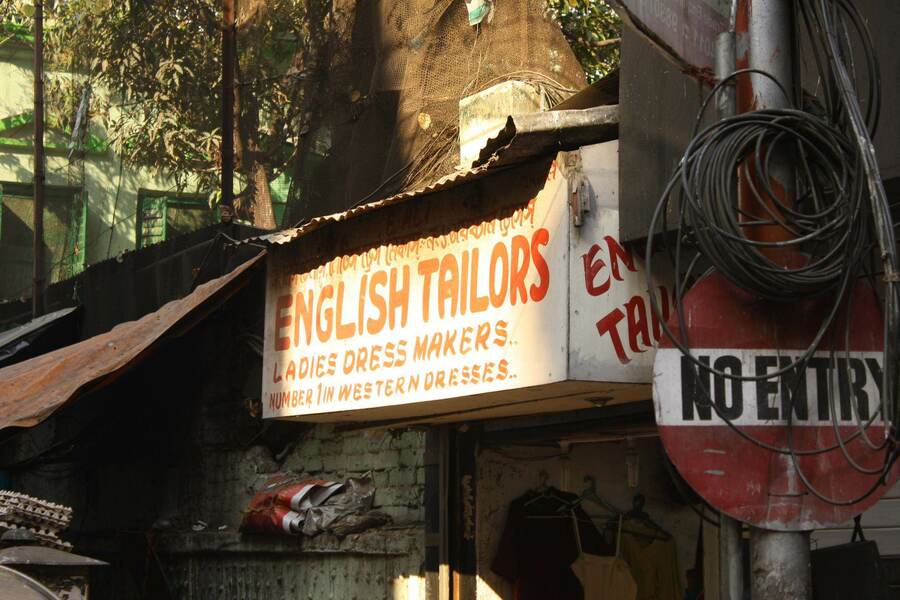 ENGLISH TAILORS
LADIES DRESS MAKERS..
NUMBER 1 IN WESTERN DRESSES..
EN
TAI
NO ENTRY